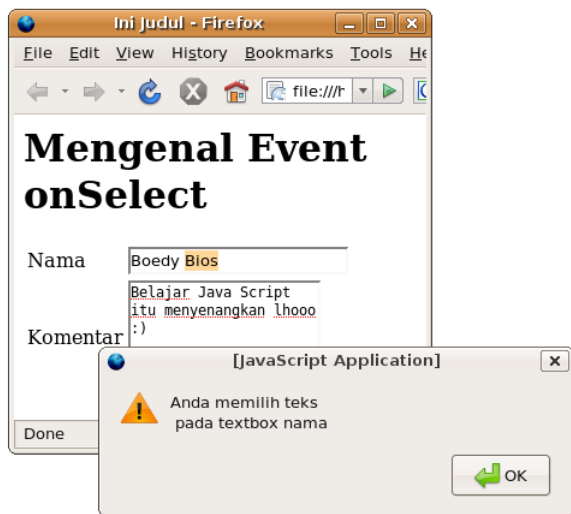 Ini Judul - Firefox
File Edit View History Bookmarks Tools He
file:///h
Mengenal Event
onSelect
Nama
Boedy Bios
Belajar Java Script
itu menyenangkan lhooo
:)
Komentar
[JavaScript Application]
Anda memilih teks
pada textbox nama
OK
Done